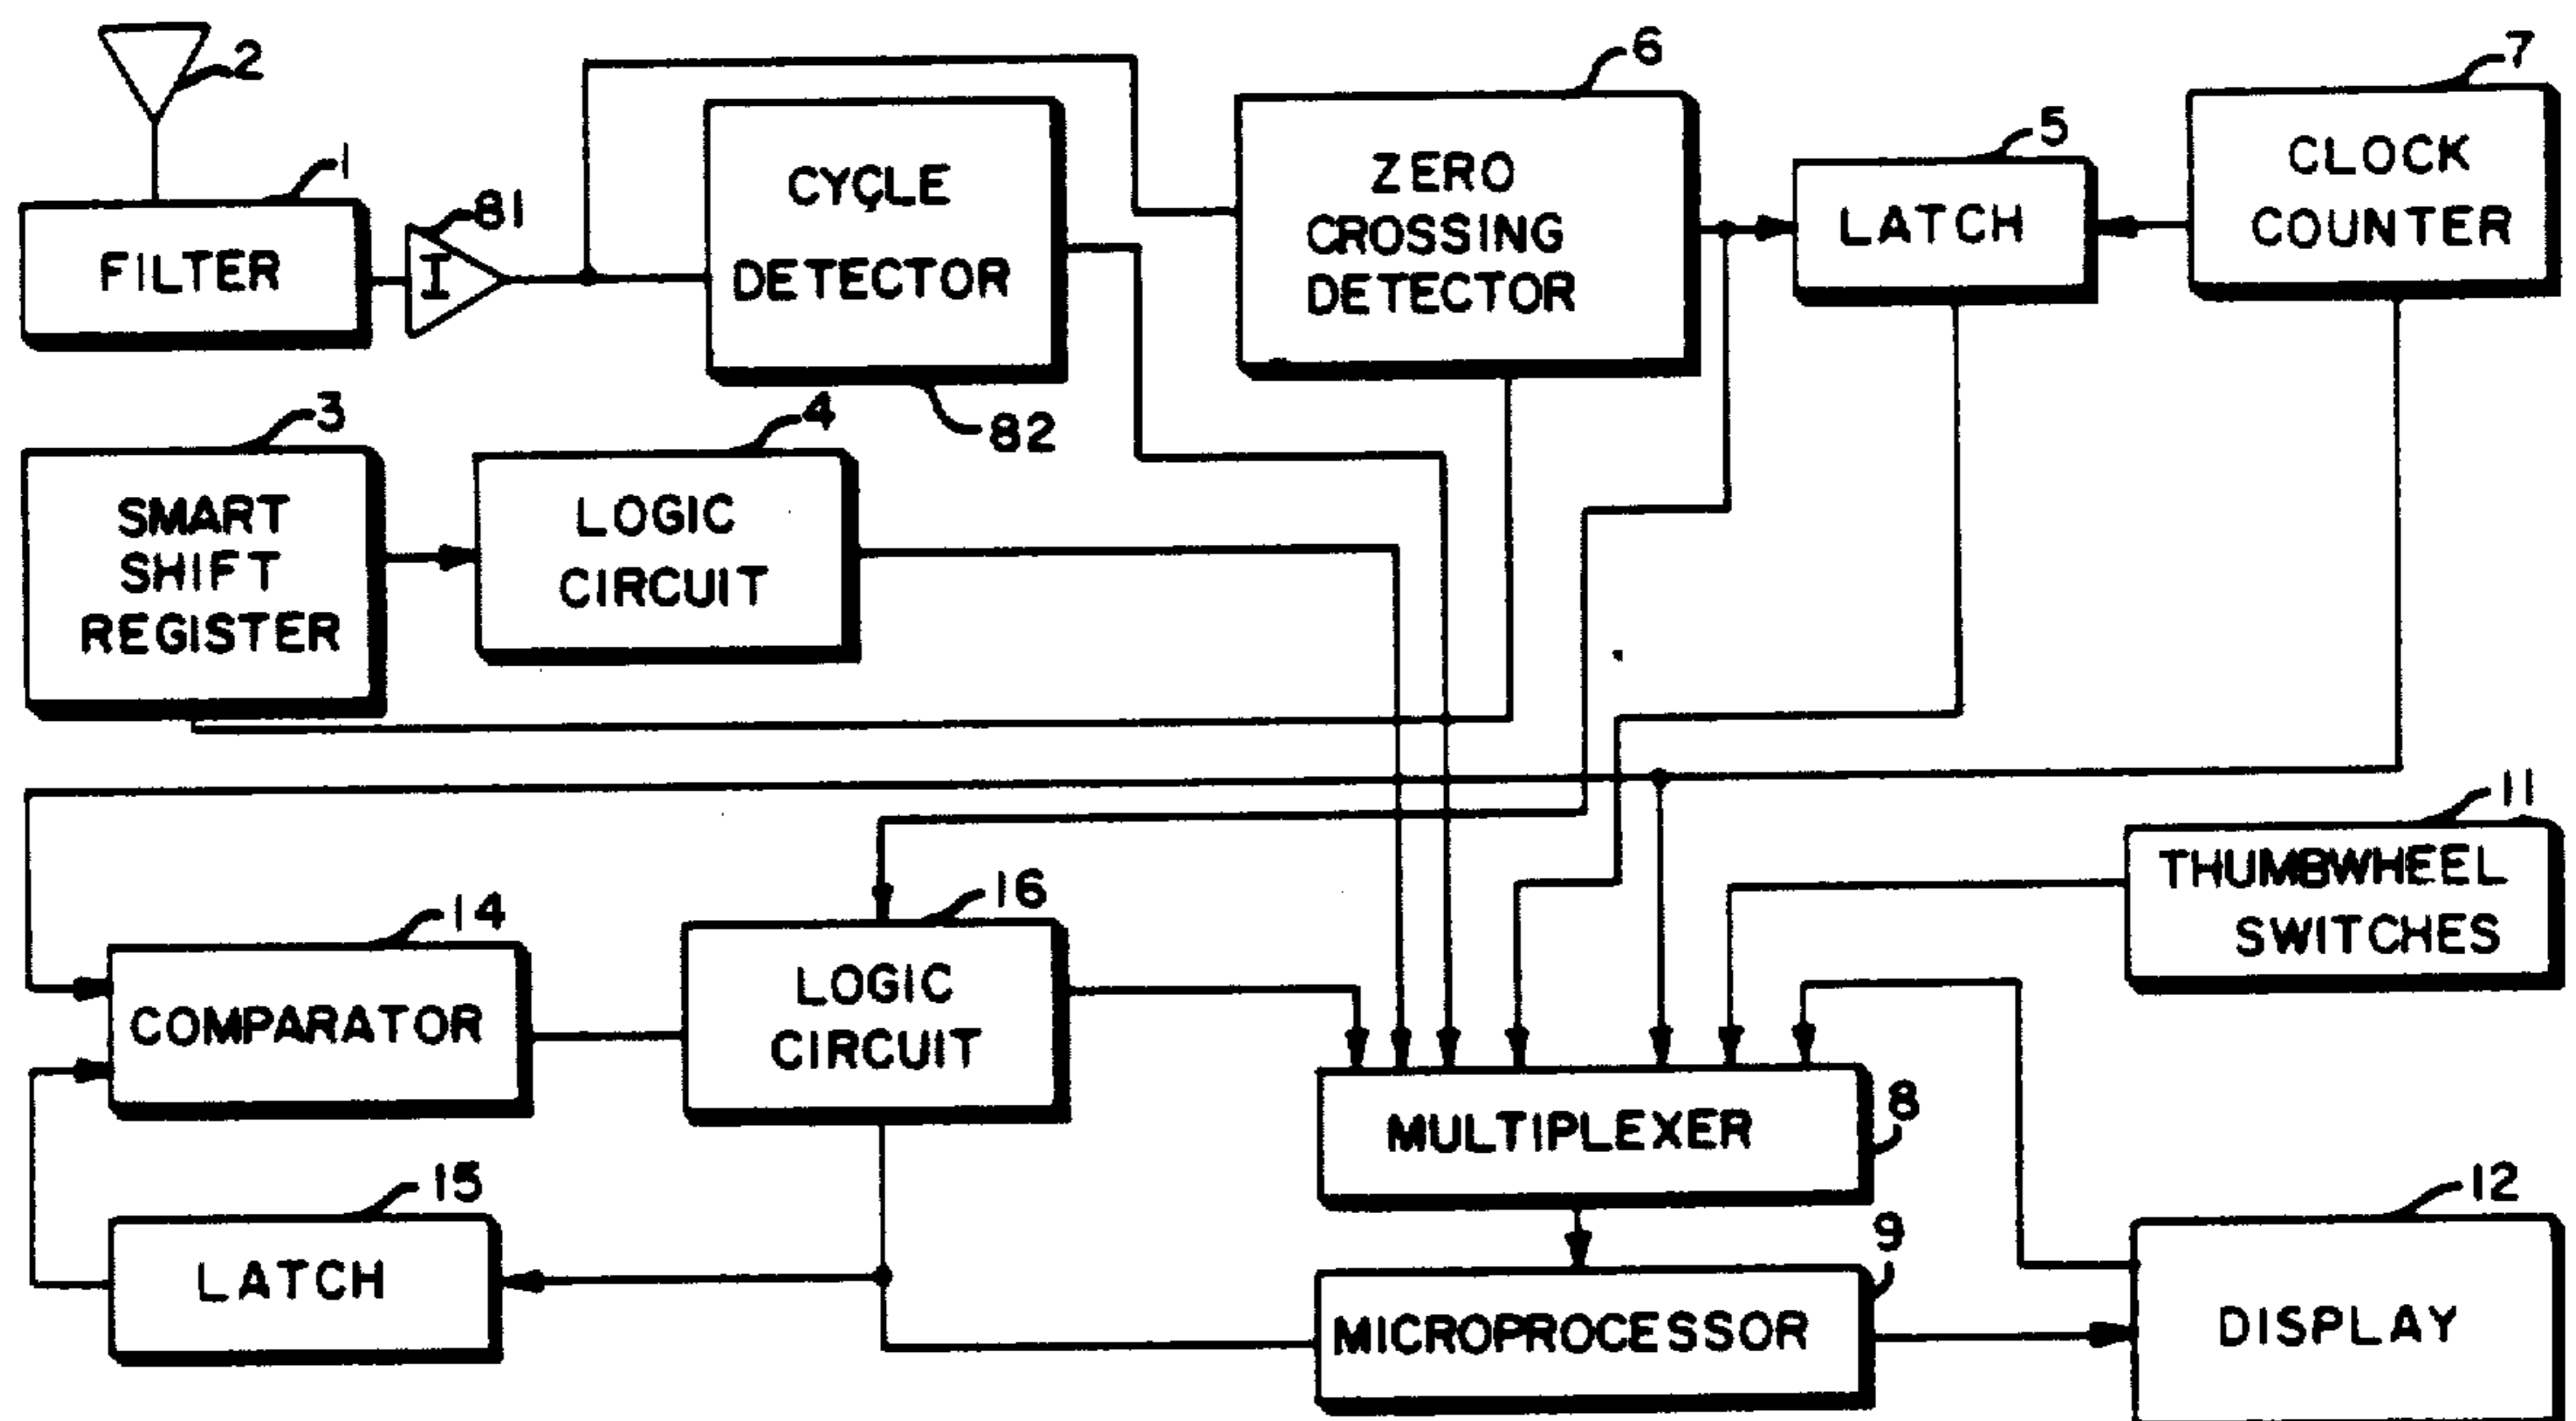 2
1
FILTER
81
I
CYCLE
DETECTOR
82
6
ZERO
CROSSING
DETECTOR
5
LATCH
7
CLOCK
COUNTER
3
SMART
SHIFT
REGISTER
4
LOGIC
CIRCUIT
11
THUMBWHEEL
SWITCHES
14
COMPARATOR
16
LOGIC
CIRCUIT
MULTIPLEXER
8
15
LATCH
9
MICROPROCESSOR
12
DISPLAY